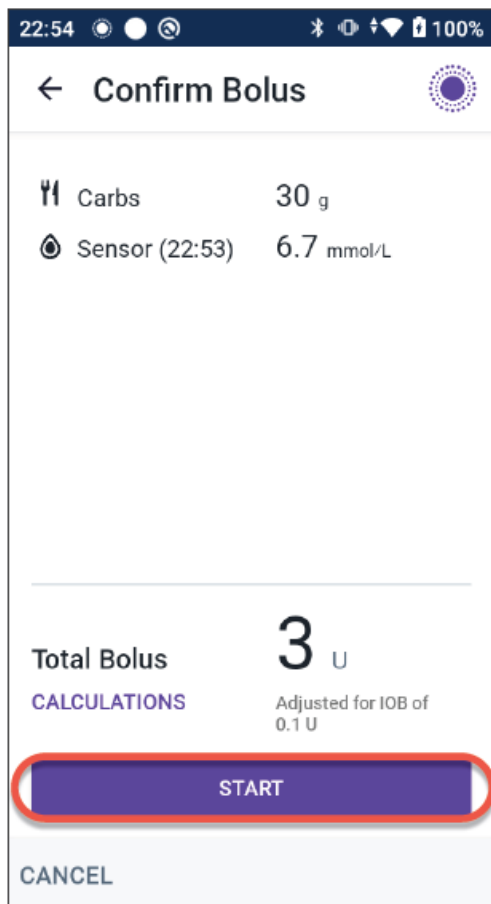 22:54 100%
Confirm Bolus
Carbs 30 g
Sensor (22:53) 6.7 mmol/L
Total Bolus 3 U
CALCULATIONS Adjusted for IOB of
0.1 U
START
CANCEL